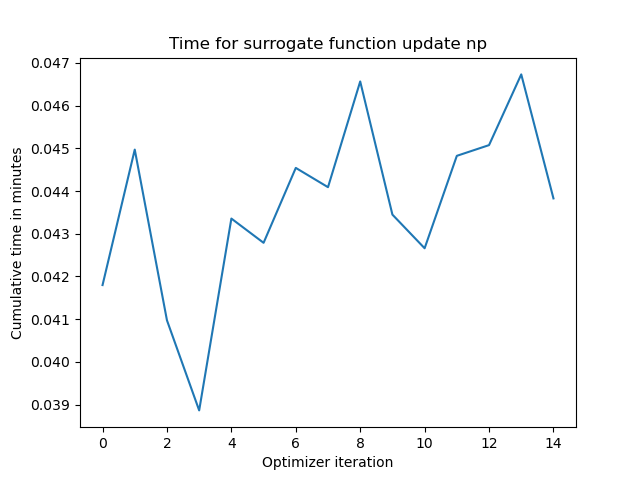 Time for surrogate function update np
Cumulative time in minutes
0.047
0.046
0.045
0.044
0.043
0.042
0.041
0.040
0.039
0 2 4 6 8 10 12 14
Optimizer iteration